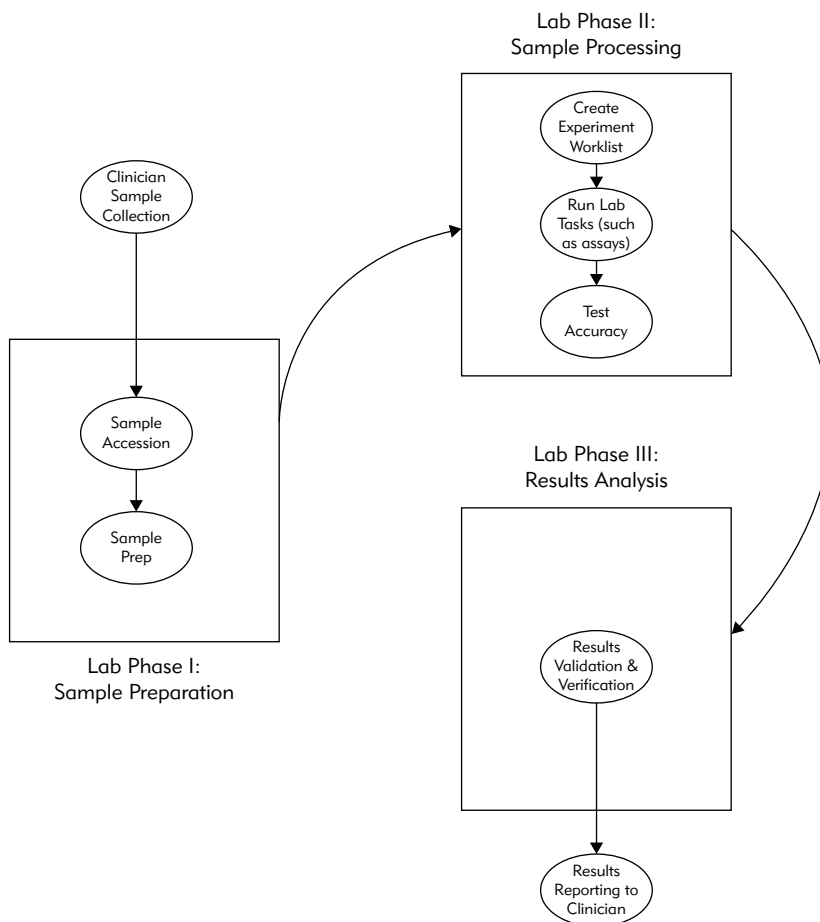 Clinician
Sample
Collection
Sample
Accession
Sample
Prep
Lab Phase I:
Sample Preparation
Lab Phase II:
Sample Processing
Create
Experiment
Worklist
Run Lab
Tasks (such
as assays)
Test
Accuracy
Lab Phase III:
Results Analysis
Results
Validation &
Verification
Results
Reporting to
Clinician